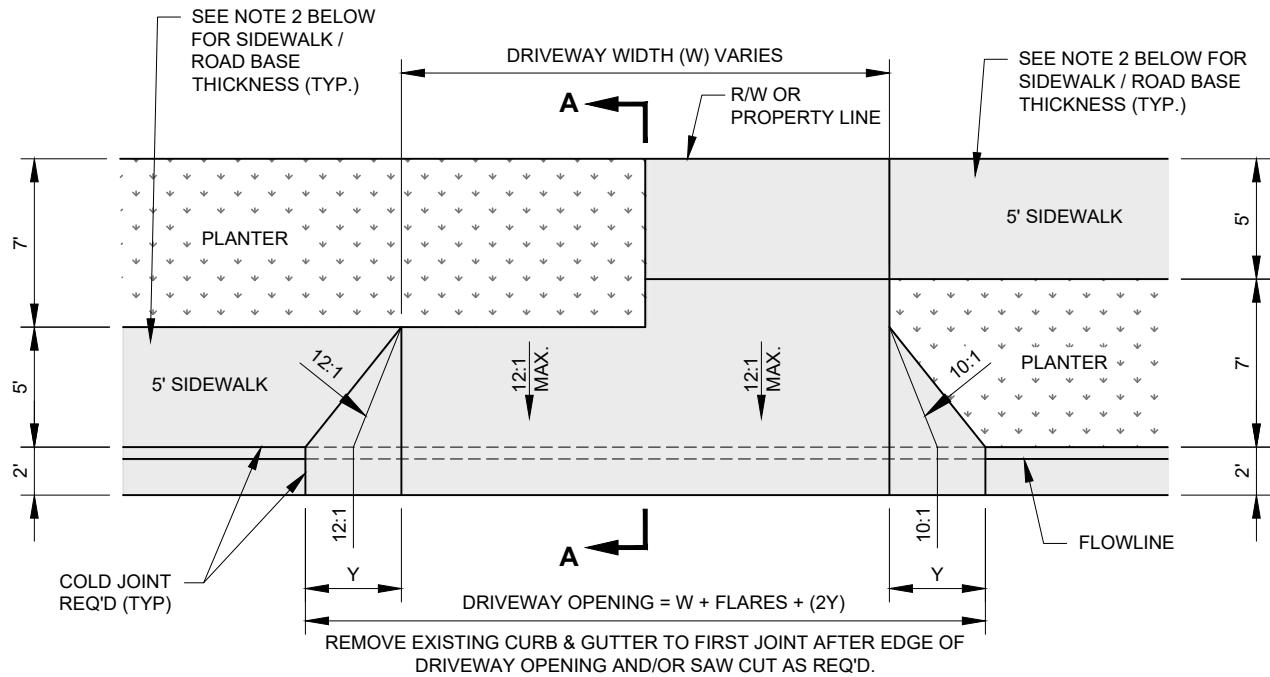 SEE NOTE 2 BELOW
FOR SIDEWALK /
ROAD BASE
THICKNESS (TYP.)
DRIVEWAY WIDTH (W) VARIES
SEE NOTE 2 BELOW FOR
SIDEWALK / ROAD BASE
THICKNESS (TYP.)
A
R/W OR
PROPERTY LINE
7'
PLANTER
5' SIDEWALK
5'
5'
5' SIDEWALK
12:1
12:1
MAX.
12:1
MAX.
10:1
PLANTER
7'
2'
2'
12:1
10:1
A
FLOWLINE
COLD JOINT
REQ'D (TYP)
Y
Y
DRIVEWAY OPENING = W + FLARES + (2Y)
REMOVE EXISTING CURB & GUTTER TO FIRST JOINT AFTER EDGE OF
DRIVEWAY OPENING AND/OR SAW CUT AS REQ'D.